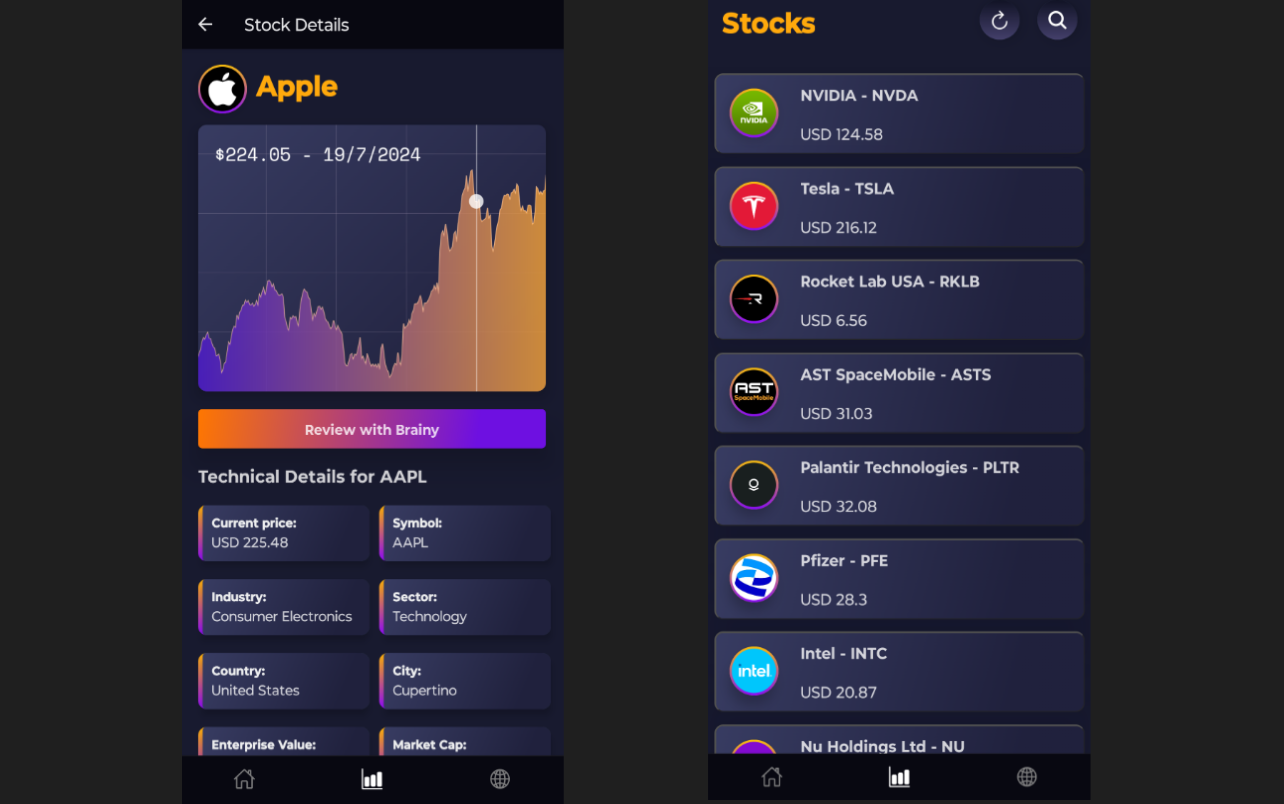 Stock Details
Apple
$224.05 - 19/7/2024
Review with Brainy
Technical Details for AAPL
Current price:
USD 225.48
Symbol:
AAPL
Industry:
Consumer Electronics
Sector:
Technology
Country:
United States
City:
Cupertino
Enterprise Value:
Market Cap:
Stocks
NVIDIA
NVIDIA - NVDA
USD 124.58
Tesla - TSLA
USD 216.12
Rocket Lab USA - RKLB
USD 6.56
AST
SpaceMobile
AST SpaceMobile - ASTS
USD 31.03
Palantir Technologies - PLTR
USD 32.08
Pfizer - PFE
USD 28.3
intel
Intel - INTC
USD 20.87
Nu Holdings Ltd - NU